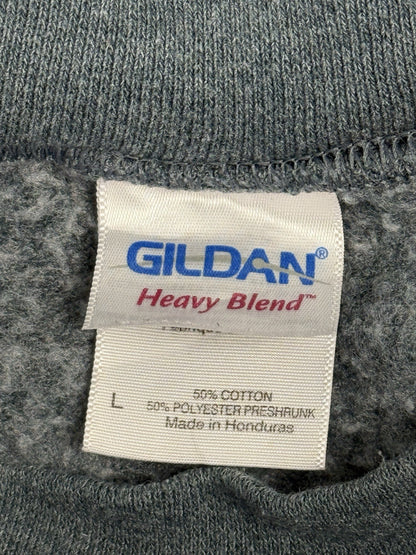 GILDAN®
Heavy Blend™
L
50% COTTON
50% POLYESTER PRESHRUNK
Made in Honduras